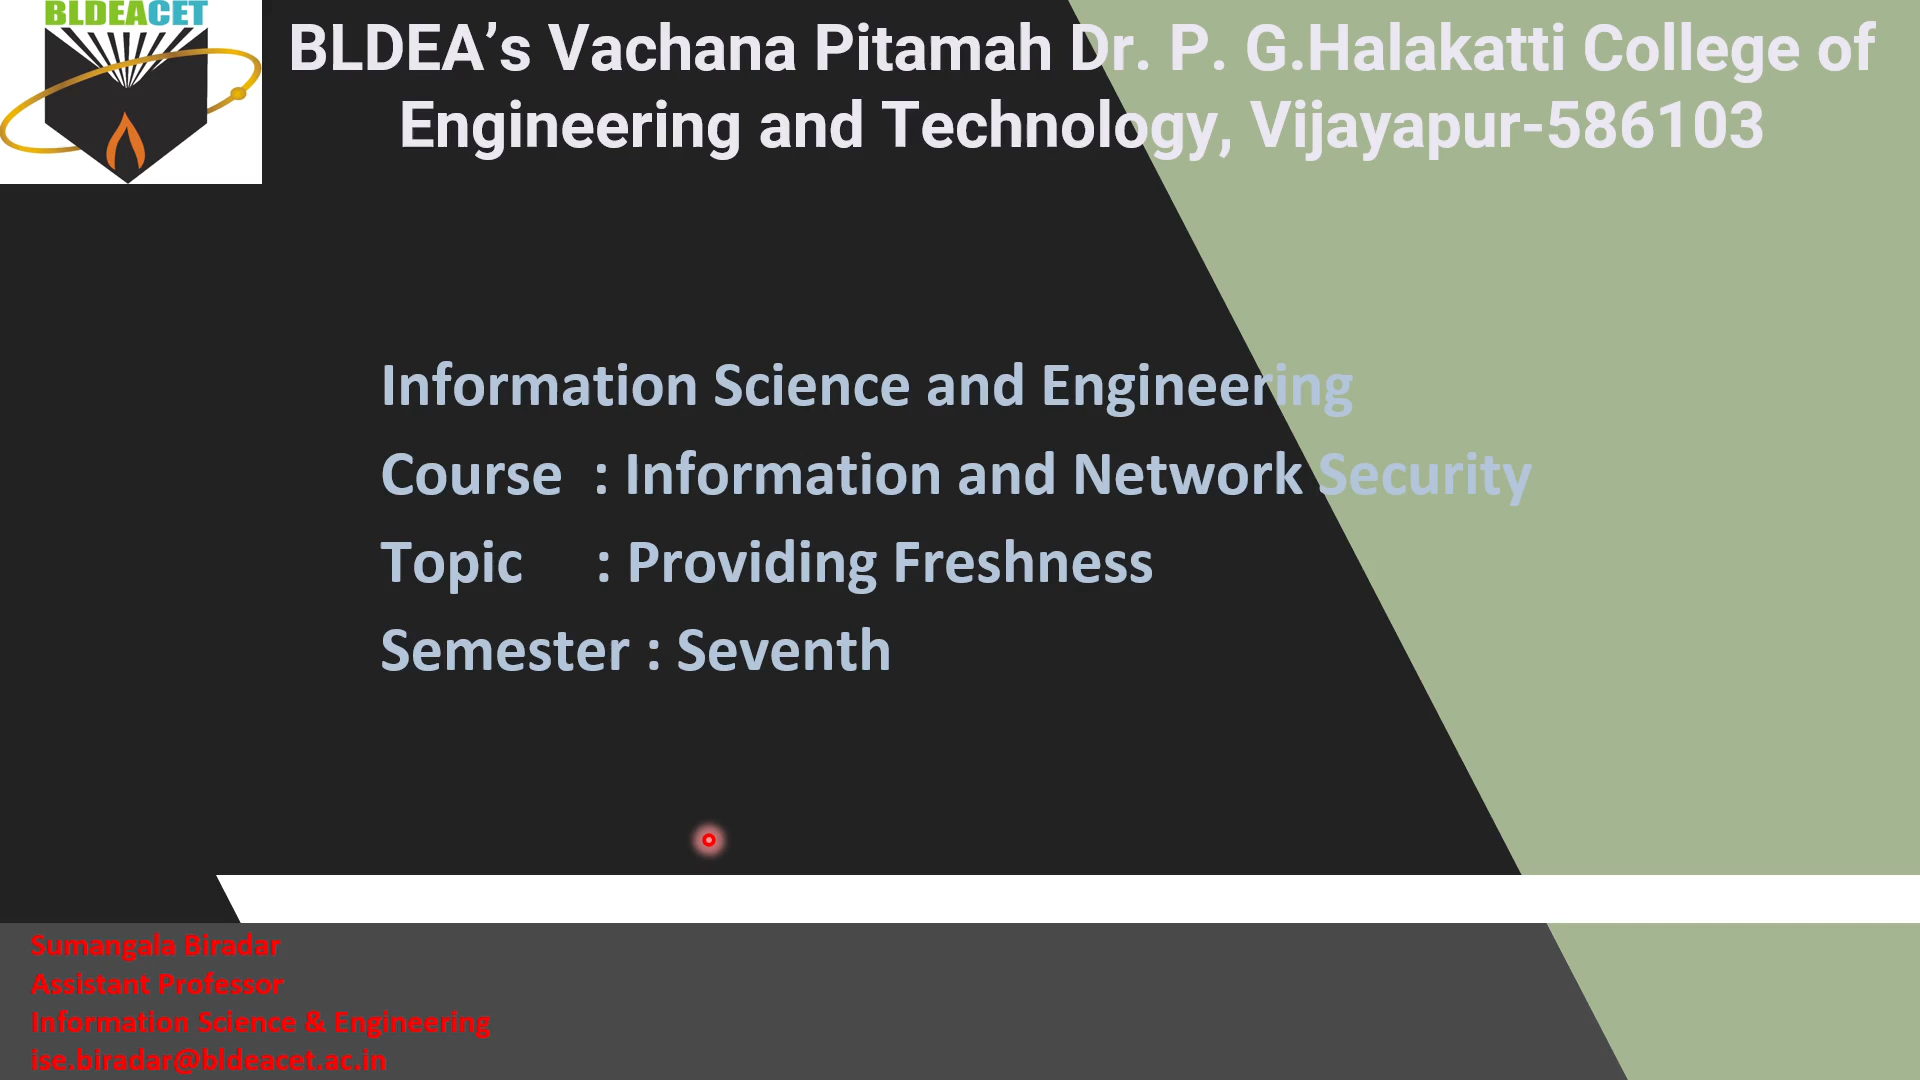 BLDEACET
BLDEA’s Vachana Pitamah Dr. P. G.Halakatti College of
Engineering and Technology, Vijayapur-586103
Information Science and Engineering
Course : Information and Network Security
Topic : Providing Freshness
Semester : Seventh
Sumangala Biradar
Assistant Professor
Information Science & Engineering
ise.biradar@bldeacet.ac.in